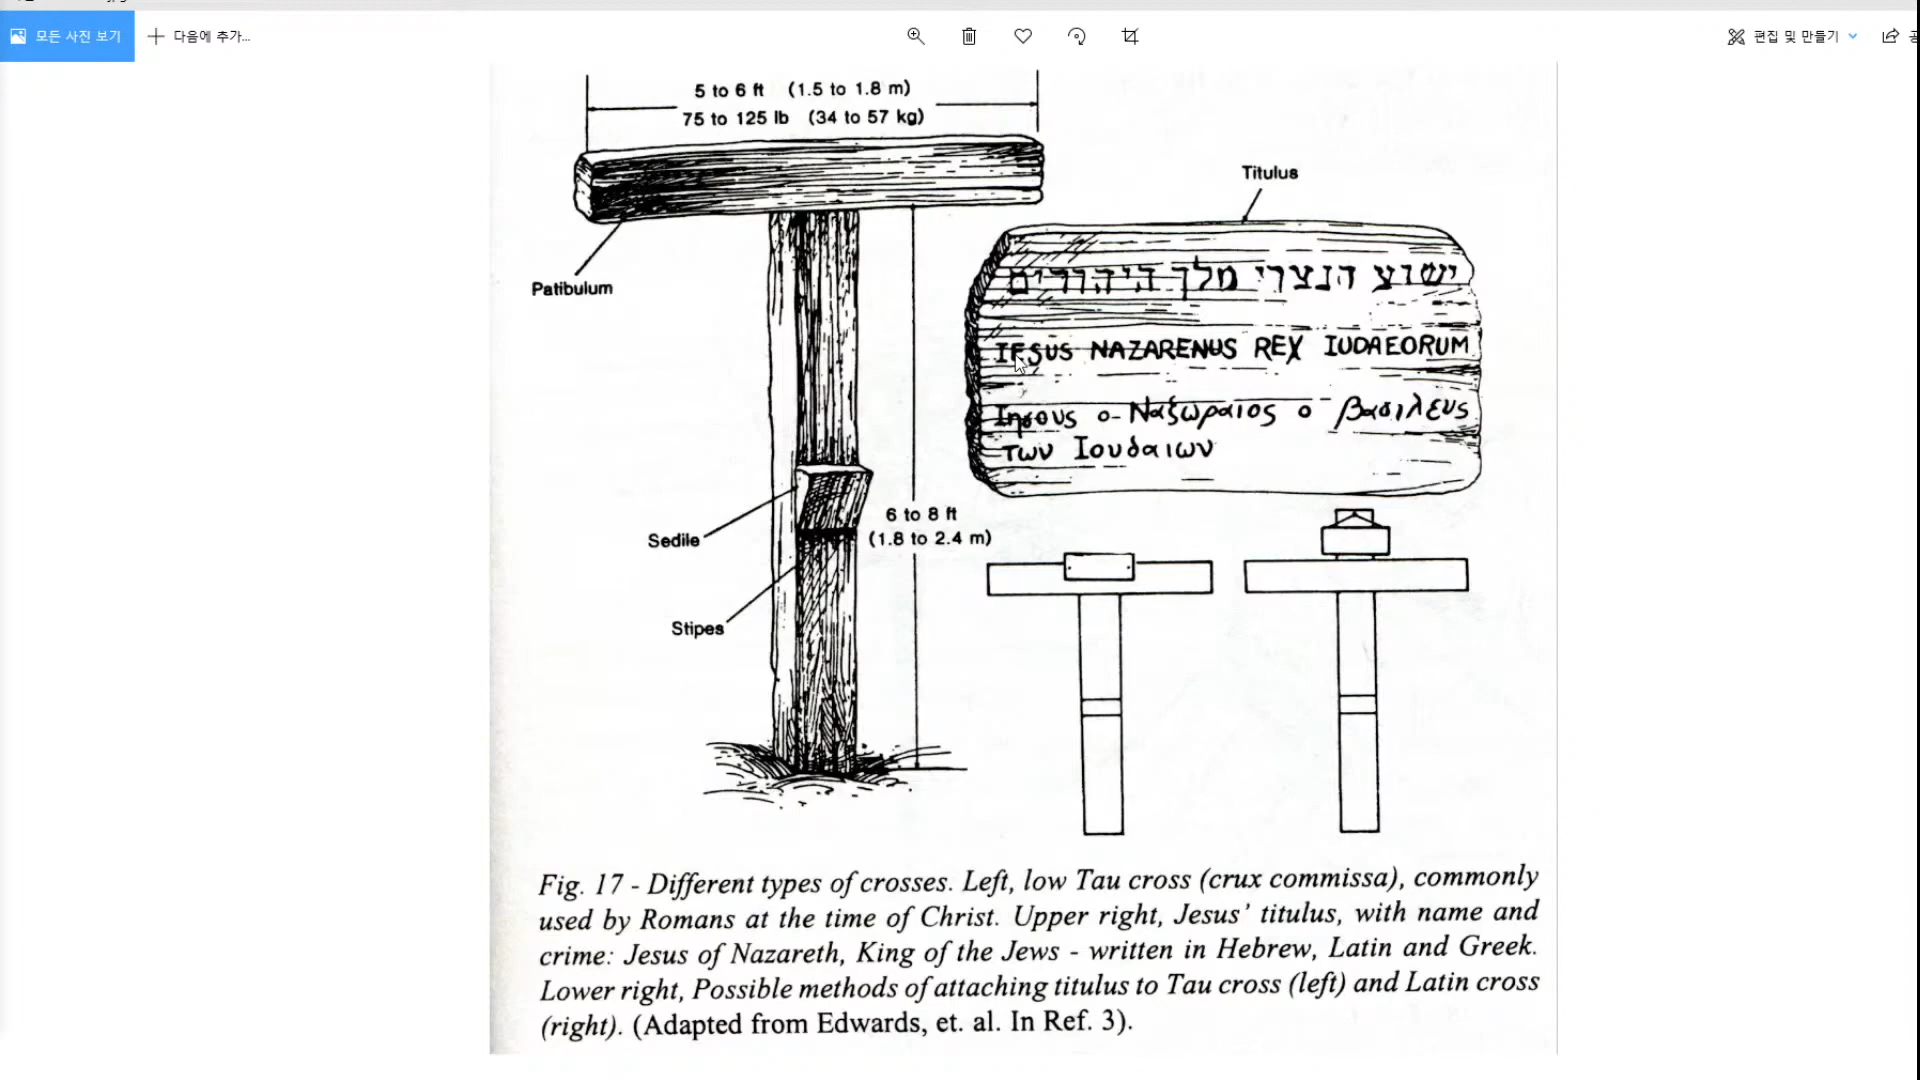 모든 사진 보기
다음에 추가...
편집 및 만들기
5 to 6 ft (1.5 to 1.8 m)
75 to 125 lb (34 to 57 kg)
Patibulum
Titulus
ישוע הנצרי מלך היהודים
IESUS NAZARENUS REX IUDAEORUM
Ιησους ο Ναζωραιος ο βασιλευς
των Ιουδαιων
Sedile
6 to 8 ft
(1.8 to 2.4 m)
Stipes
Fig. 17 - Different types of crosses. Left, low Tau cross (crux commissa), commonly
used by Romans at the time of Christ. Upper right, Jesus' titulus, with name and
crime: Jesus of Nazareth, King of the Jews - written in Hebrew, Latin and Greek.
Lower right, Possible methods of attaching titulus to Tau cross (left) and Latin cross
(right). (Adapted from Edwards, et. al. In Ref. 3).